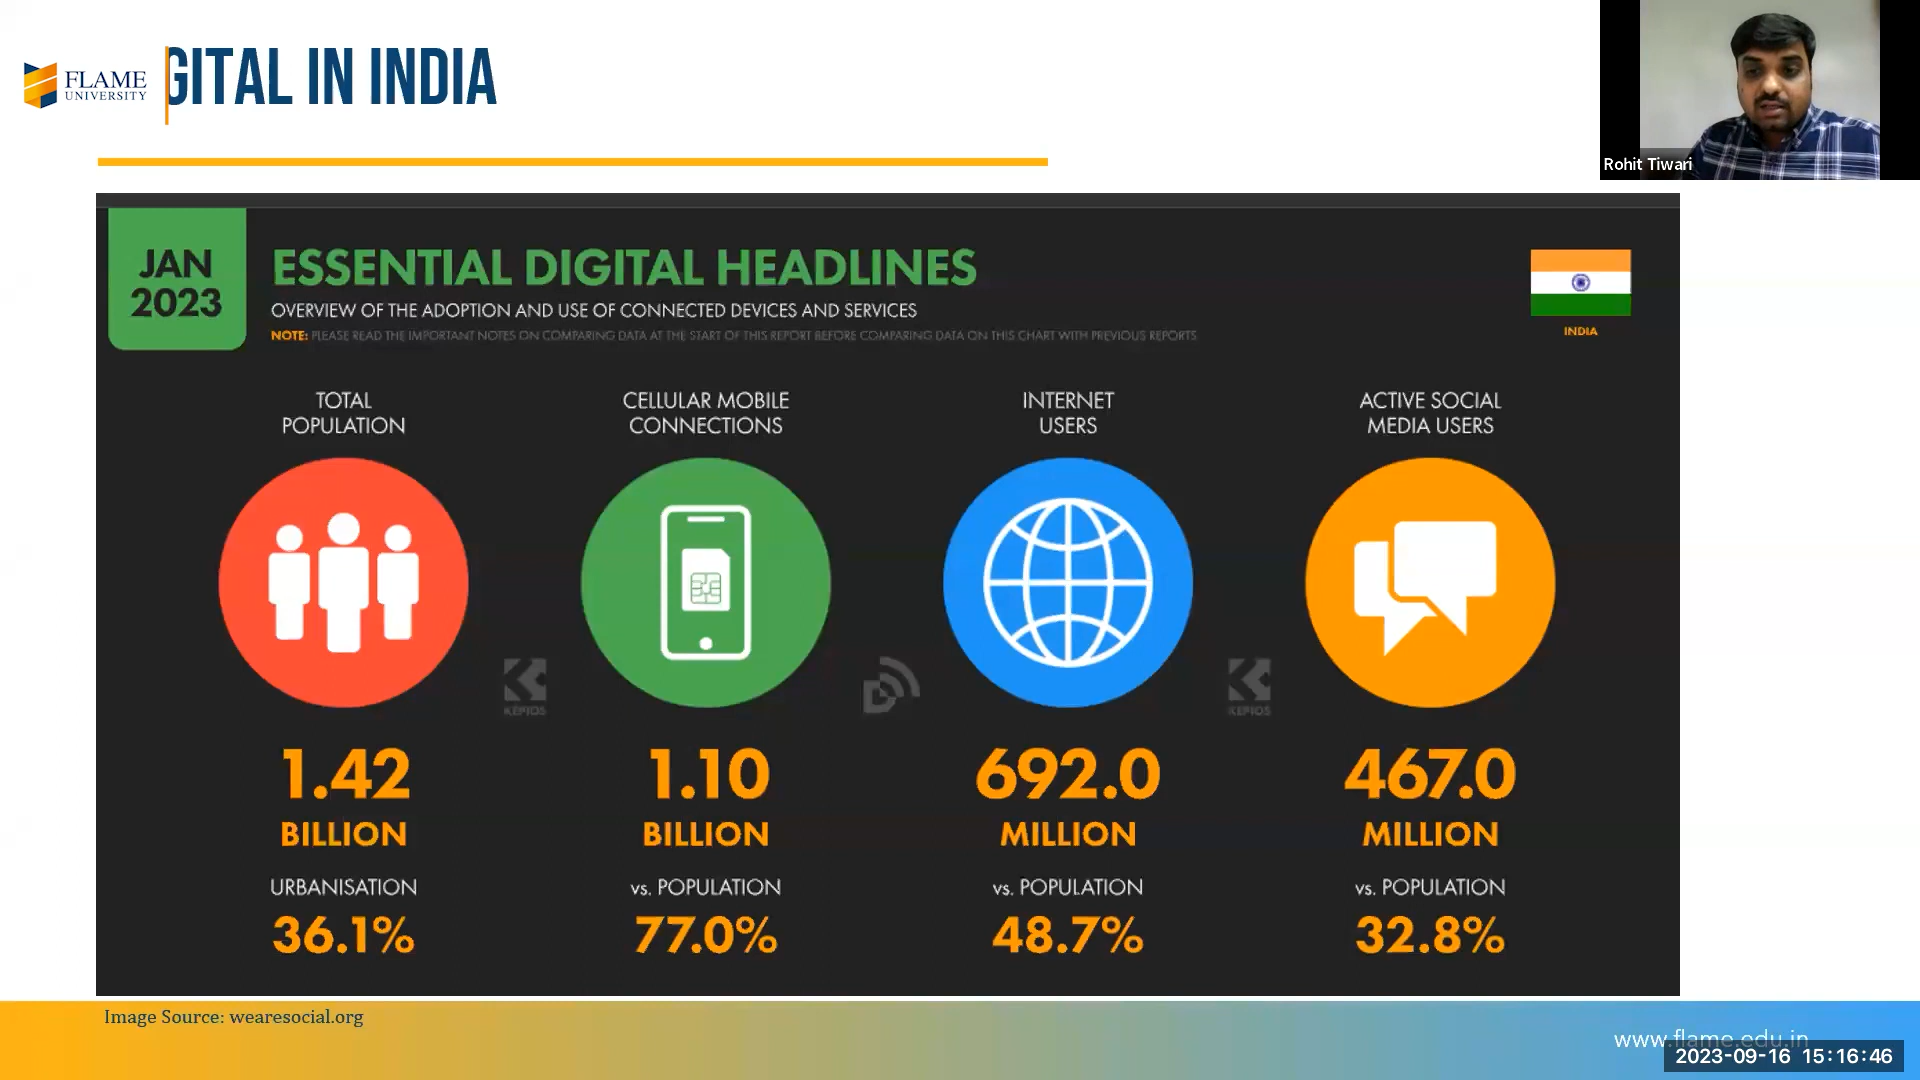 FLAME
UNIVERSITY
GITAL IN INDIA
Rohit Tiwari
JAN
2023
ESSENTIAL DIGITAL HEADLINES
OVERVIEW OF THE ADOPTION AND USE OF CONNECTED DEVICES AND SERVICES
NOTE: PLEASE READ THE IMPORTANT NOTES ON COMPARING DATA AT THE START OF THIS REPORT BEFORE COMPARING DATA ON THIS CHART WITH PREVIOUS REPORTS
INDIA
TOTAL
POPULATION
1.42
BILLION
URBANISATION
36.1%
CELLULAR MOBILE
CONNECTIONS
1.10
BILLION
vs. POPULATION
77.0%
INTERNET
USERS
692.0
MILLION
vs. POPULATION
48.7%
ACTIVE SOCIAL
MEDIA USERS
467.0
MILLION
vs. POPULATION
32.8%
KEPIOS
KEPIOS
Image Source: wearesocial.org
www.flame.edu.in
2023-09-16 15:16:46